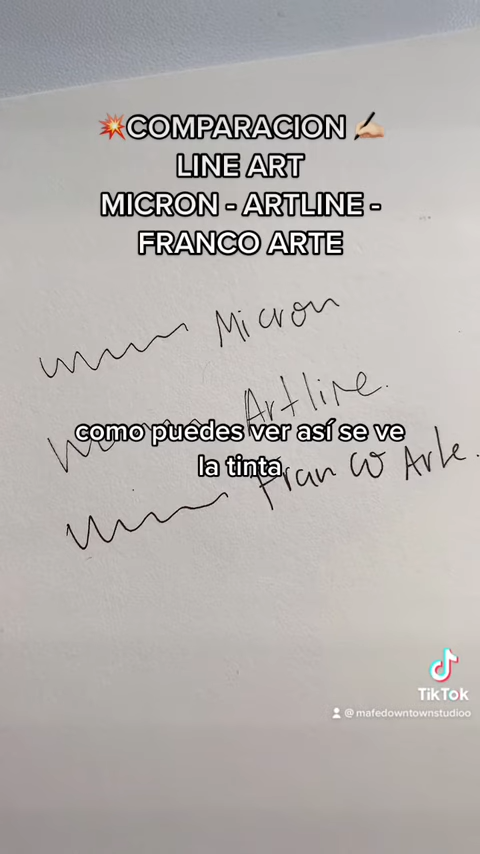 💥COMPARACION ✍🏻
LINE ART
MICRON - ARTLINE -
FRANCO ARTE
Micron
Artline.
como puedes ver así se ve
la tinta
Franco Arte.
TikTok
@mafedowntownstudioo